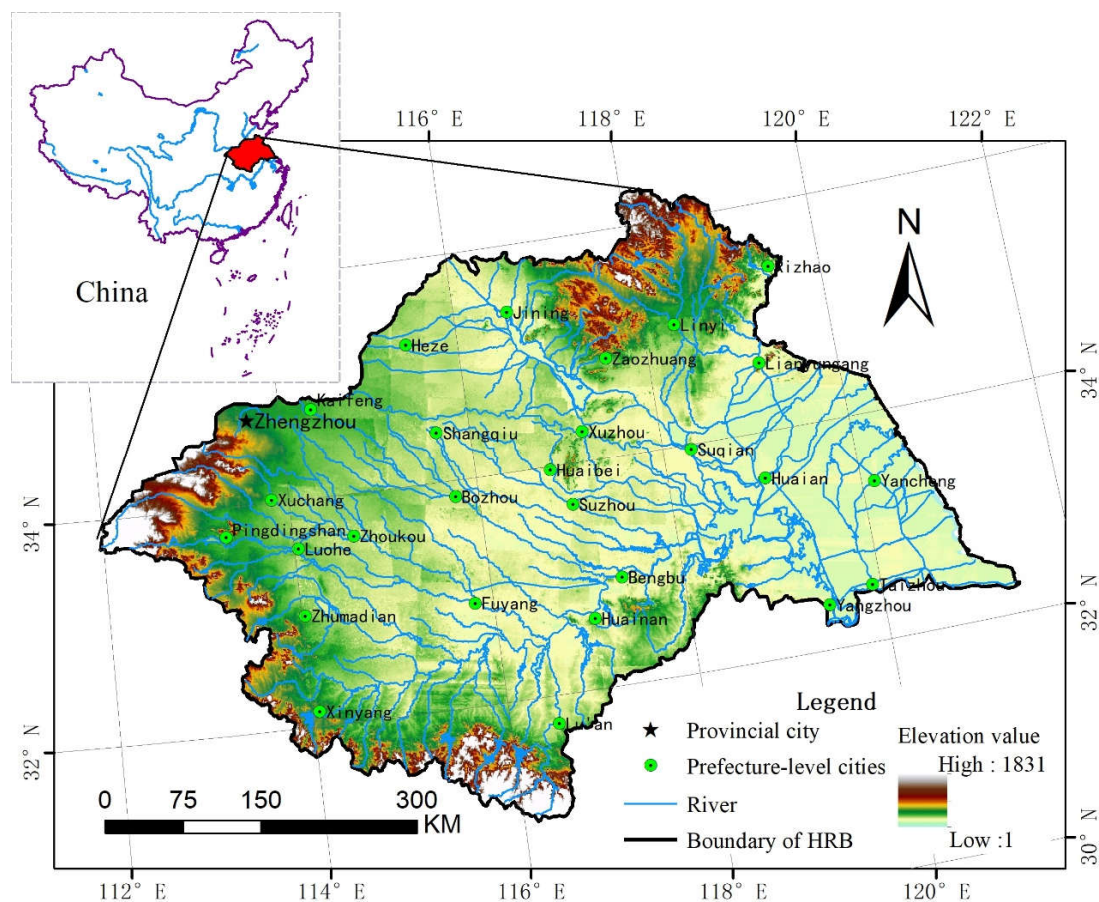 116° E 118° E 120° E 122° E
N
China
Rizhao
Jining
Linyi
Heze
Zaozhuang
Lianyungang
34° N
Kaifeng
Zhengzhou
Shangqiu
Xuzhou
Suqian
Huaibei
Huaian
Yancheng
Xuchang
Bozhou
Suzhou
34° N
Pingdingshan
Zhoukou
Luohe
Bengbu
Taizhou
Fuyang
Yangzhou
32° N
Zhumadian
Huainan
Xinyang
Luan
32° N
Legend
Provincial city
Prefecture-level cities
River
Boundary of HRB
Elevation value
High : 1831
Low :1
0 75 150 300
KM
30° N
112° E 114° E 116° E 118° E 120° E